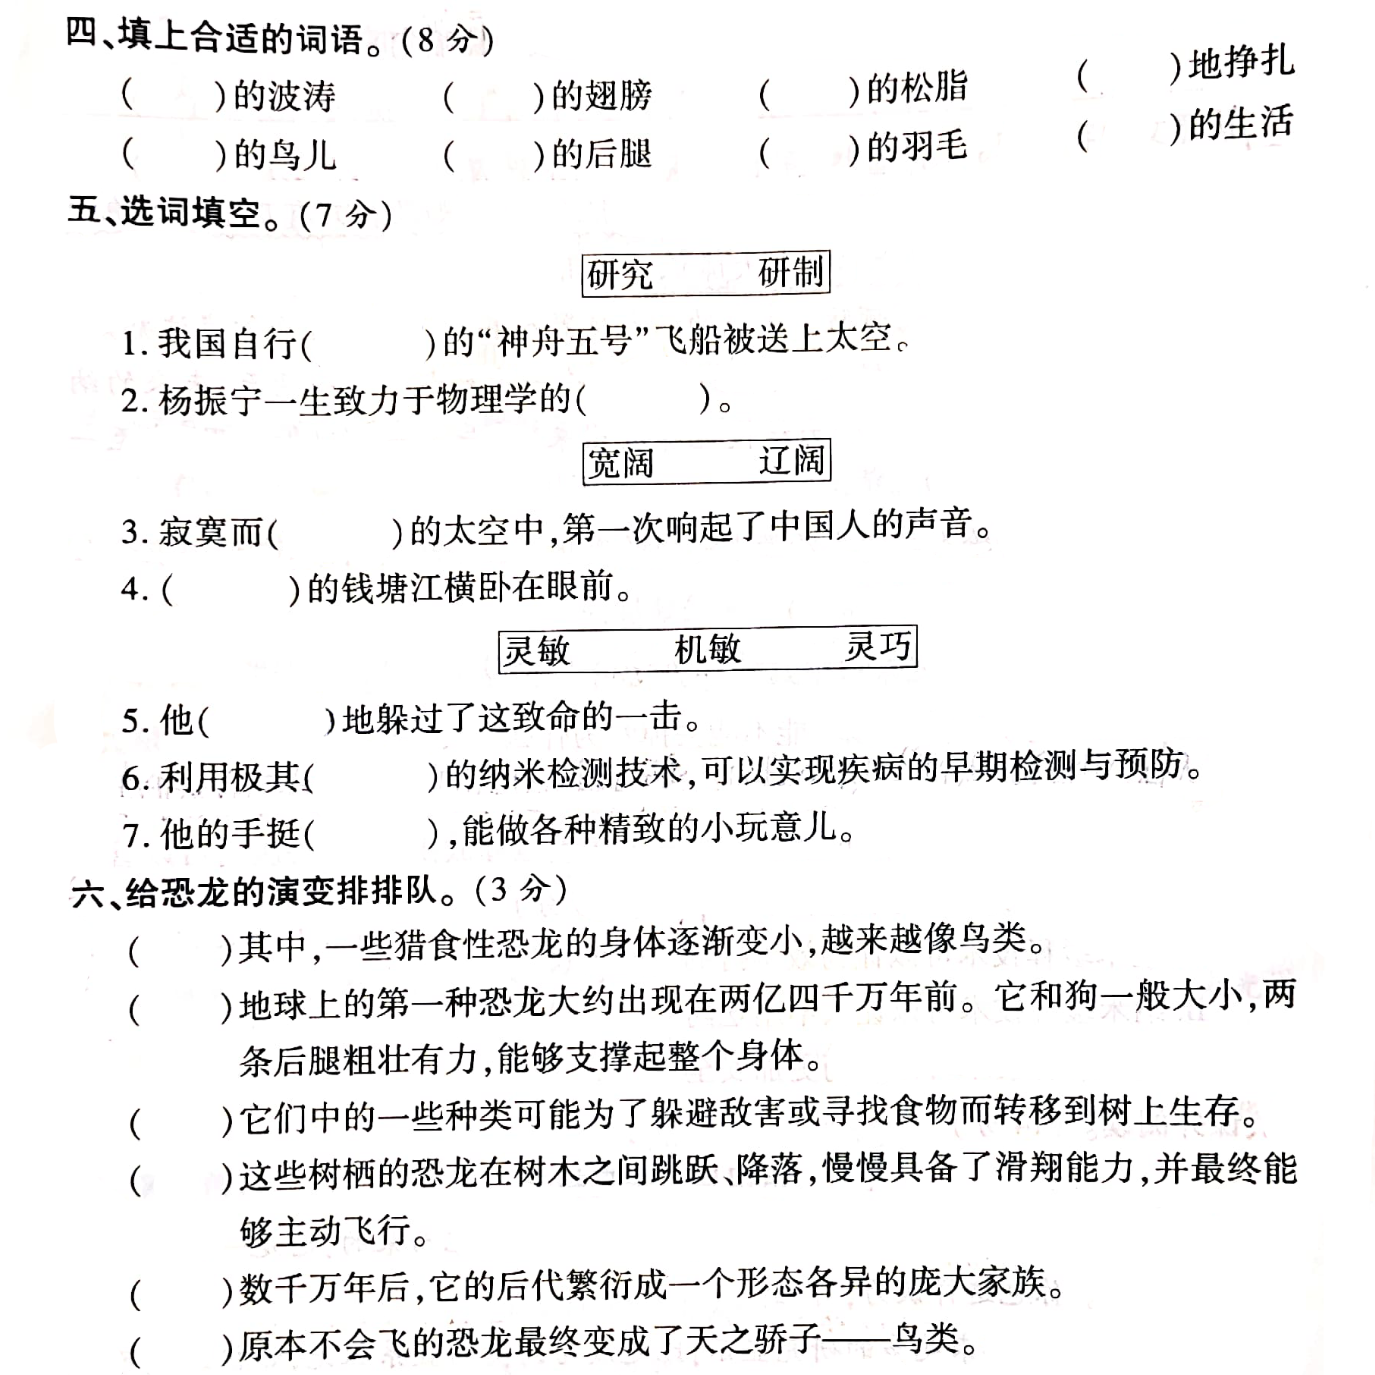 四、填上合适的词语。(8分)
(　　)的波涛　　(　　)的翅膀　　(　　)的松脂　　(　　)地挣扎
(　　)的鸟儿　　(　　)的后腿　　(　　)的羽毛　　(　　)的生活
五、选词填空。(7分)
研究　　研制
1. 我国自行(　　)的“神舟五号”飞船被送上太空。
2. 杨振宁一生致力于物理学的(　　)。
宽阔　　辽阔
3. 寂寞而(　　)的太空中,第一次响起了中国人的声音。
4. (　　)的钱塘江横卧在眼前。
灵敏　　机敏　　灵巧
5. 他(　　)地躲过了这致命的一击。
6. 利用极其(　　)的纳米检测技术,可以实现疾病的早期检测与预防。
7. 他的手挺(　　),能做各种精致的小玩意儿。
六、给恐龙的演变排排队。(3分)
(　　)其中,一些猎食性恐龙的身体逐渐变小,越来越像鸟类。
(　　)地球上的第一种恐龙大约出现在两亿四千万年前。它和狗一般大小,两
条后腿粗壮有力,能够支撑起整个身体。
(　　)它们中的一些种类可能为了躲避敌害或寻找食物而转移到树上生存。
(　　)这些树栖的恐龙在树木之间跳跃、降落,慢慢具备了滑翔能力,并最终能
够主动飞行。
(　　)数千万年后,它的后代繁衍成一个形态各异的庞大家族。
(　　)原本不会飞的恐龙最终变成了天之骄子——鸟类。